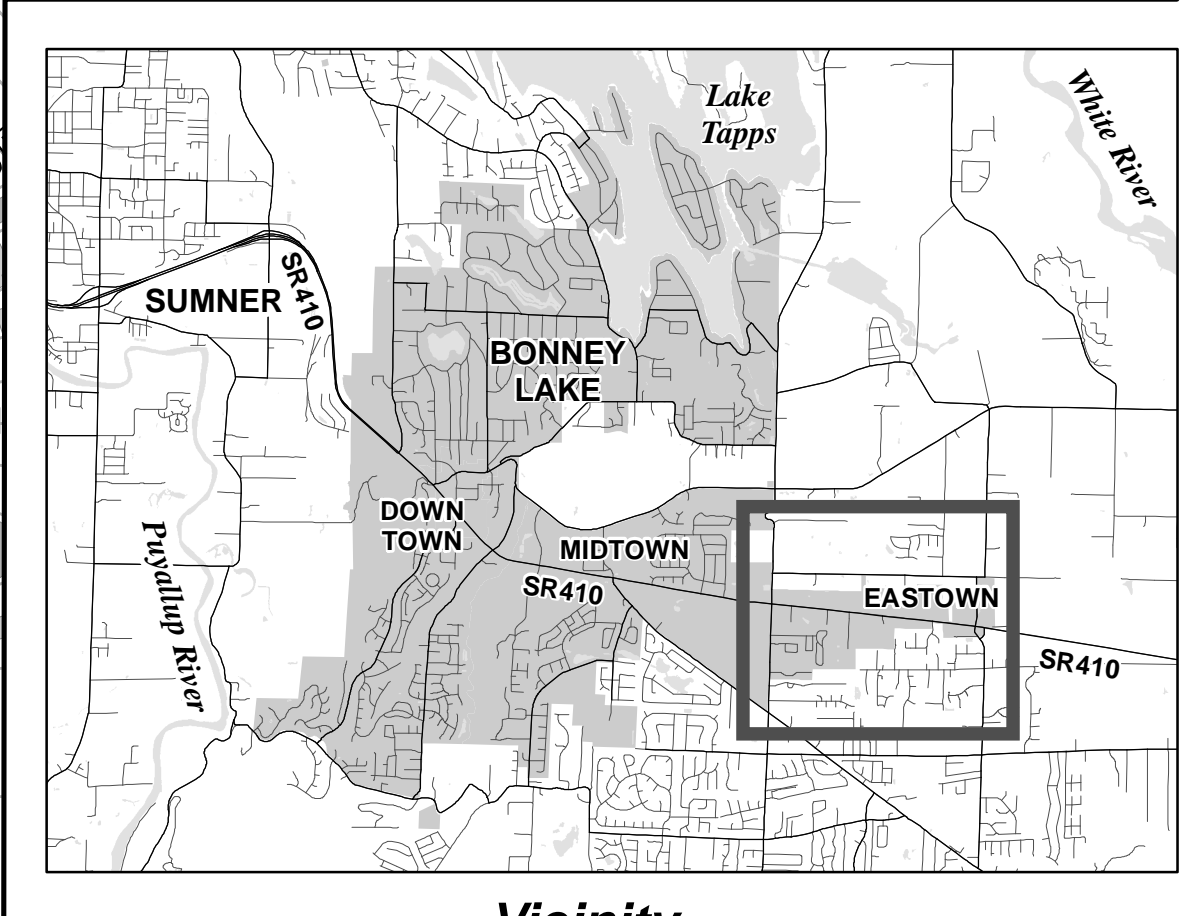 Lake
Tapps
White River
SR410
SUMNER
BONNEY
LAKE
DOWN
TOWN
MIDTOWN
SR410
EASTOWN
SR410
Puyallup River
Vicinity